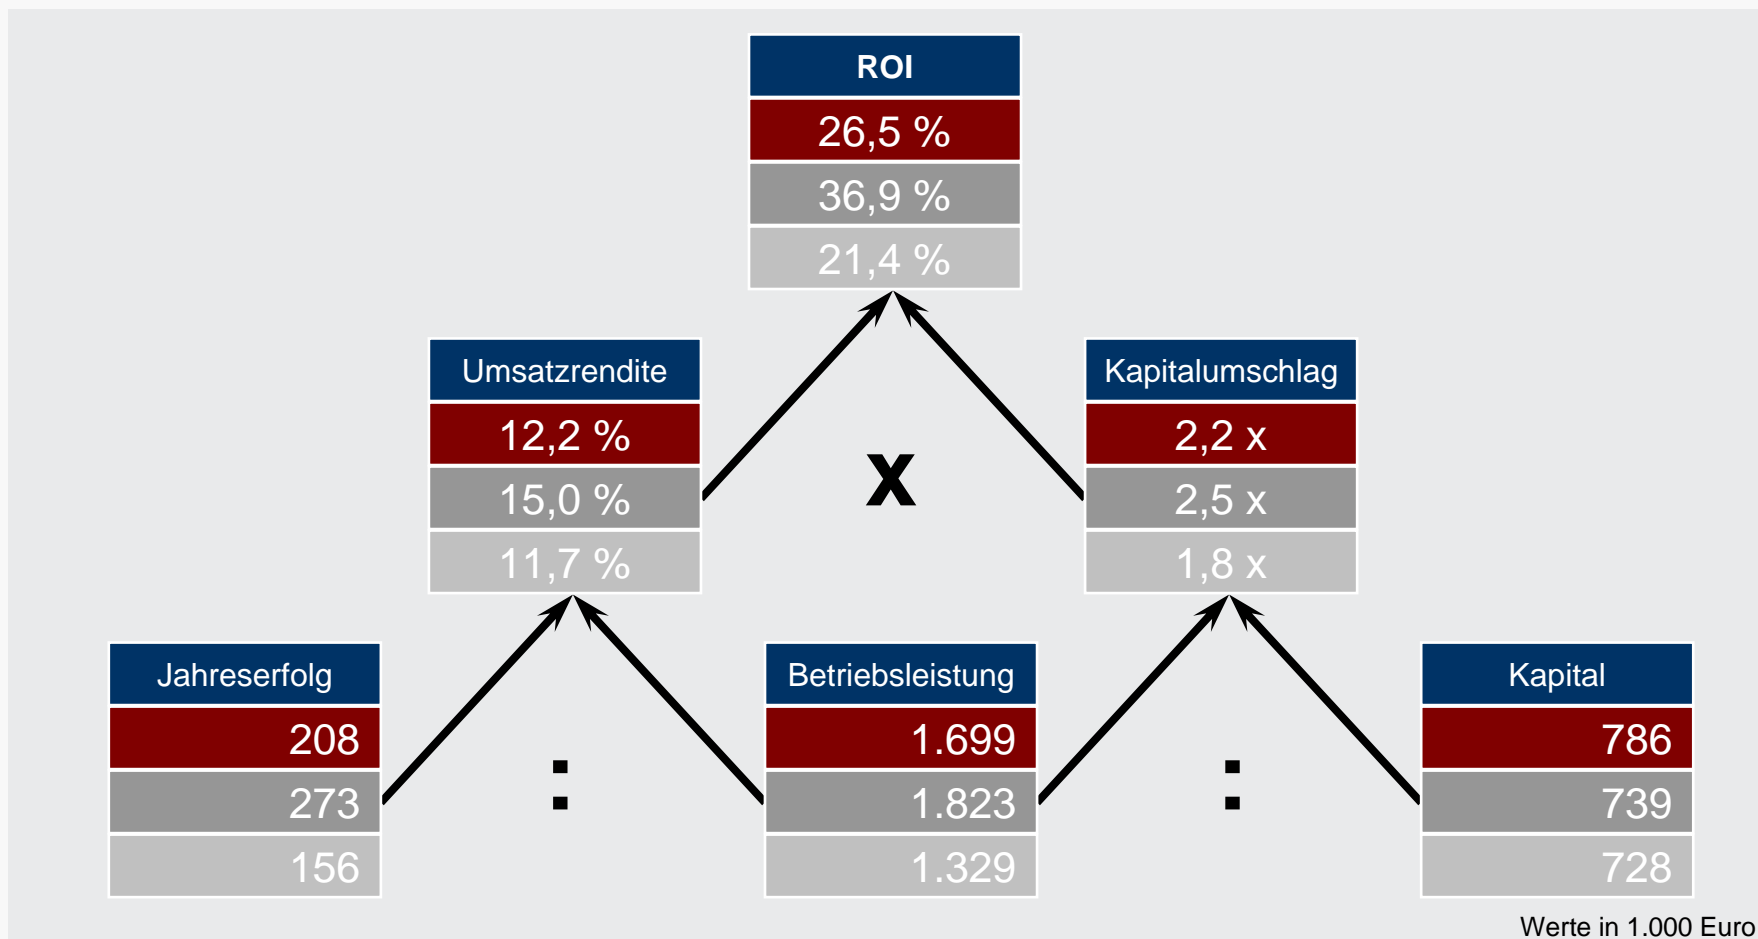 ROI
26,5 %
36,9 %
21,4 %
Umsatzrendite
12,2 %
15,0 %
11,7 %
x
Kapitalumschlag
2,2 x
2,5 x
1,8 x
Jahreserfolg
208
273
156
:
Betriebsleistung
1.699
1.823
1.329
:
Kapital
786
739
728
Werte in 1.000 Euro